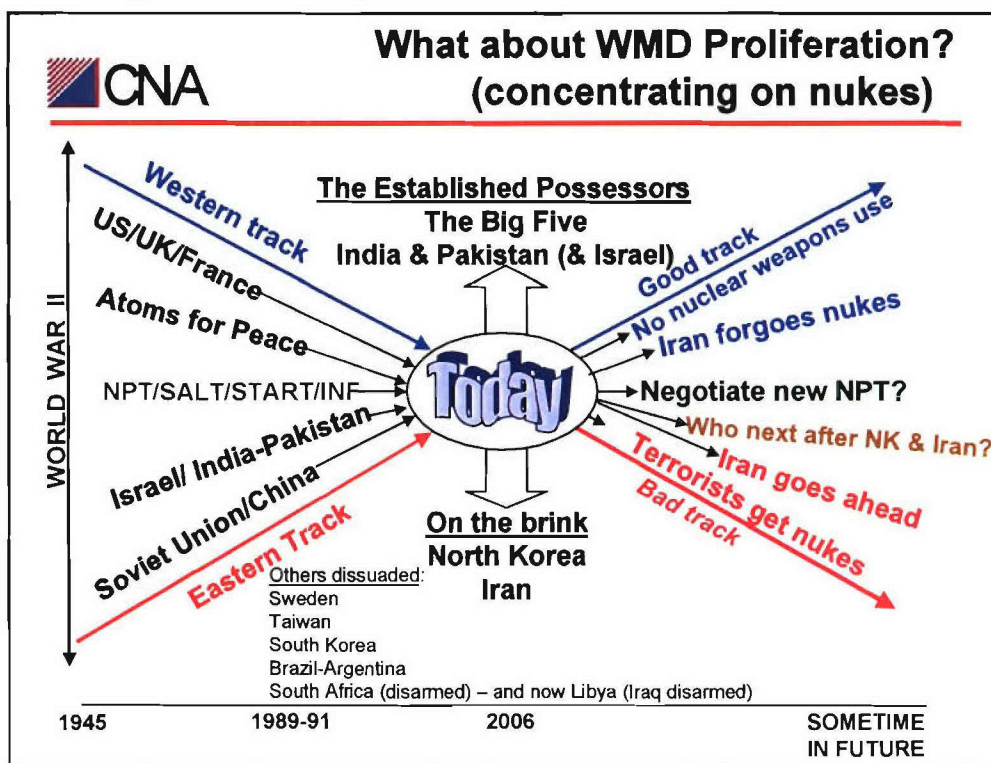 CNA
What about WMD Proliferation?
(concentrating on nukes)
WORLD WAR II
Western track
US/UK/France
Atoms for Peace
NPT/SALT/START/INF
Israel/ India-Pakistan
Soviet Union/China
Eastern Track
The Established Possessors
The Big Five
India & Pakistan (& Israel)
Today
On the brink
North Korea
Iran
Good track
No nuclear weapons use
Iran forgoes nukes
Negotiate new NPT?
Who next after NK & Iran?
Iran goes ahead
Terrorists get nukes
Bad track
Others dissuaded:
Sweden
Taiwan
South Korea
Brazil-Argentina
South Africa (disarmed) – and now Libya (Iraq disarmed)
1945
1989-91
2006
SOMETIME
IN FUTURE